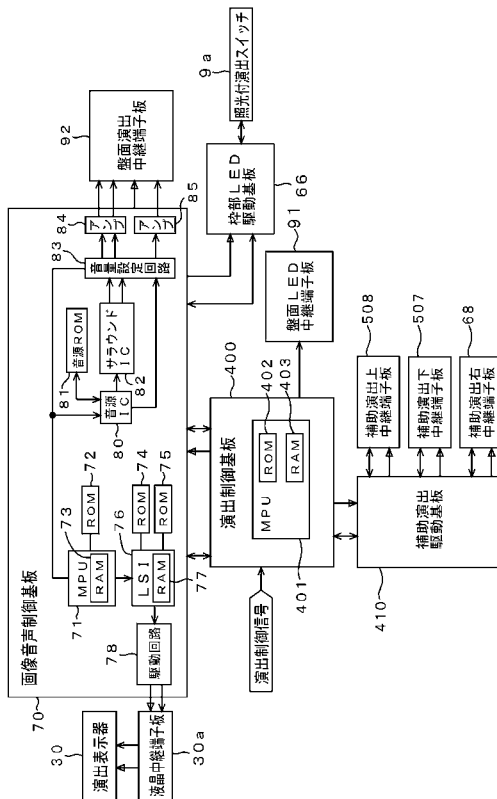 画像音声制御基板
70
30
演出表示器
液晶中継端子板
30a
駆動回路
78
MPU
RAM
71
73
ROM
72
LSI
RAM
76
77
ROM
74
ROM
75
音源ROM
81
音源IC
80
サラウンドIC
82
音量設定回路
83
アンプ
84
アンプ
85
盤面演出中継端子板
92
枠部LED駆動基板
66
照光付演出スイッチ
9a
盤面LED中継端子板
91
演出制御信号
演出制御基板
400
MPU
401
ROM
402
RAM
403
補助演出駆動基板
410
補助演出上中継端子板
508
補助演出下中継端子板
507
補助演出右中継端子板
68